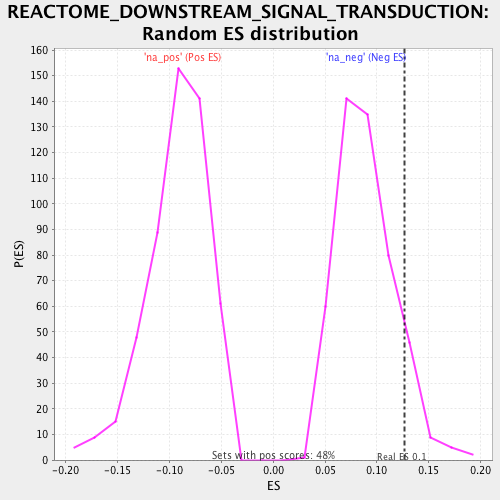 REACTOME_DOWNSTREAM_SIGNAL_TRANSDUCTION:
Random ES distribution
'na_pos' (Pos ES)
'na_neg' (Neg ES)
160
150
140
130
120
110
100
90
80
70
60
50
40
30
20
10
0
P(ES)
Sets with pos scores: 48%
Real ES 0.1
-0.20 -0.15 -0.10 -0.05 0.00 0.05 0.10 0.15 0.20
ES